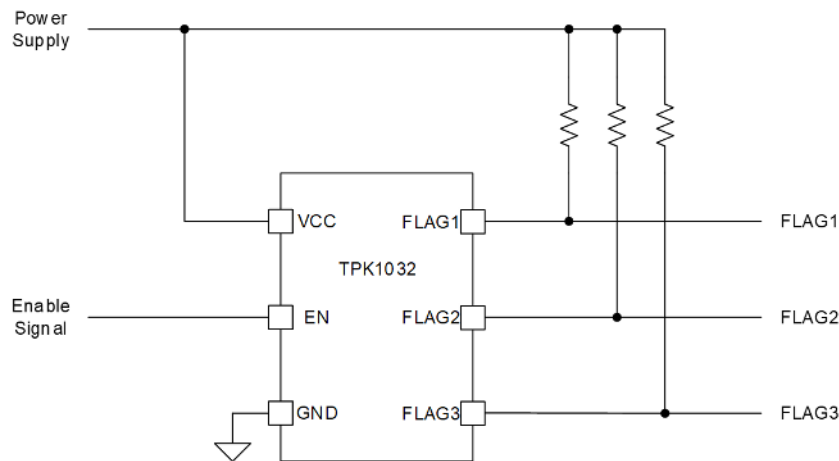 Power
Supply
VCC
FLAG1
FLAG1
TPK1032
Enable
Signal
EN
FLAG2
FLAG2
GND
FLAG3
FLAG3